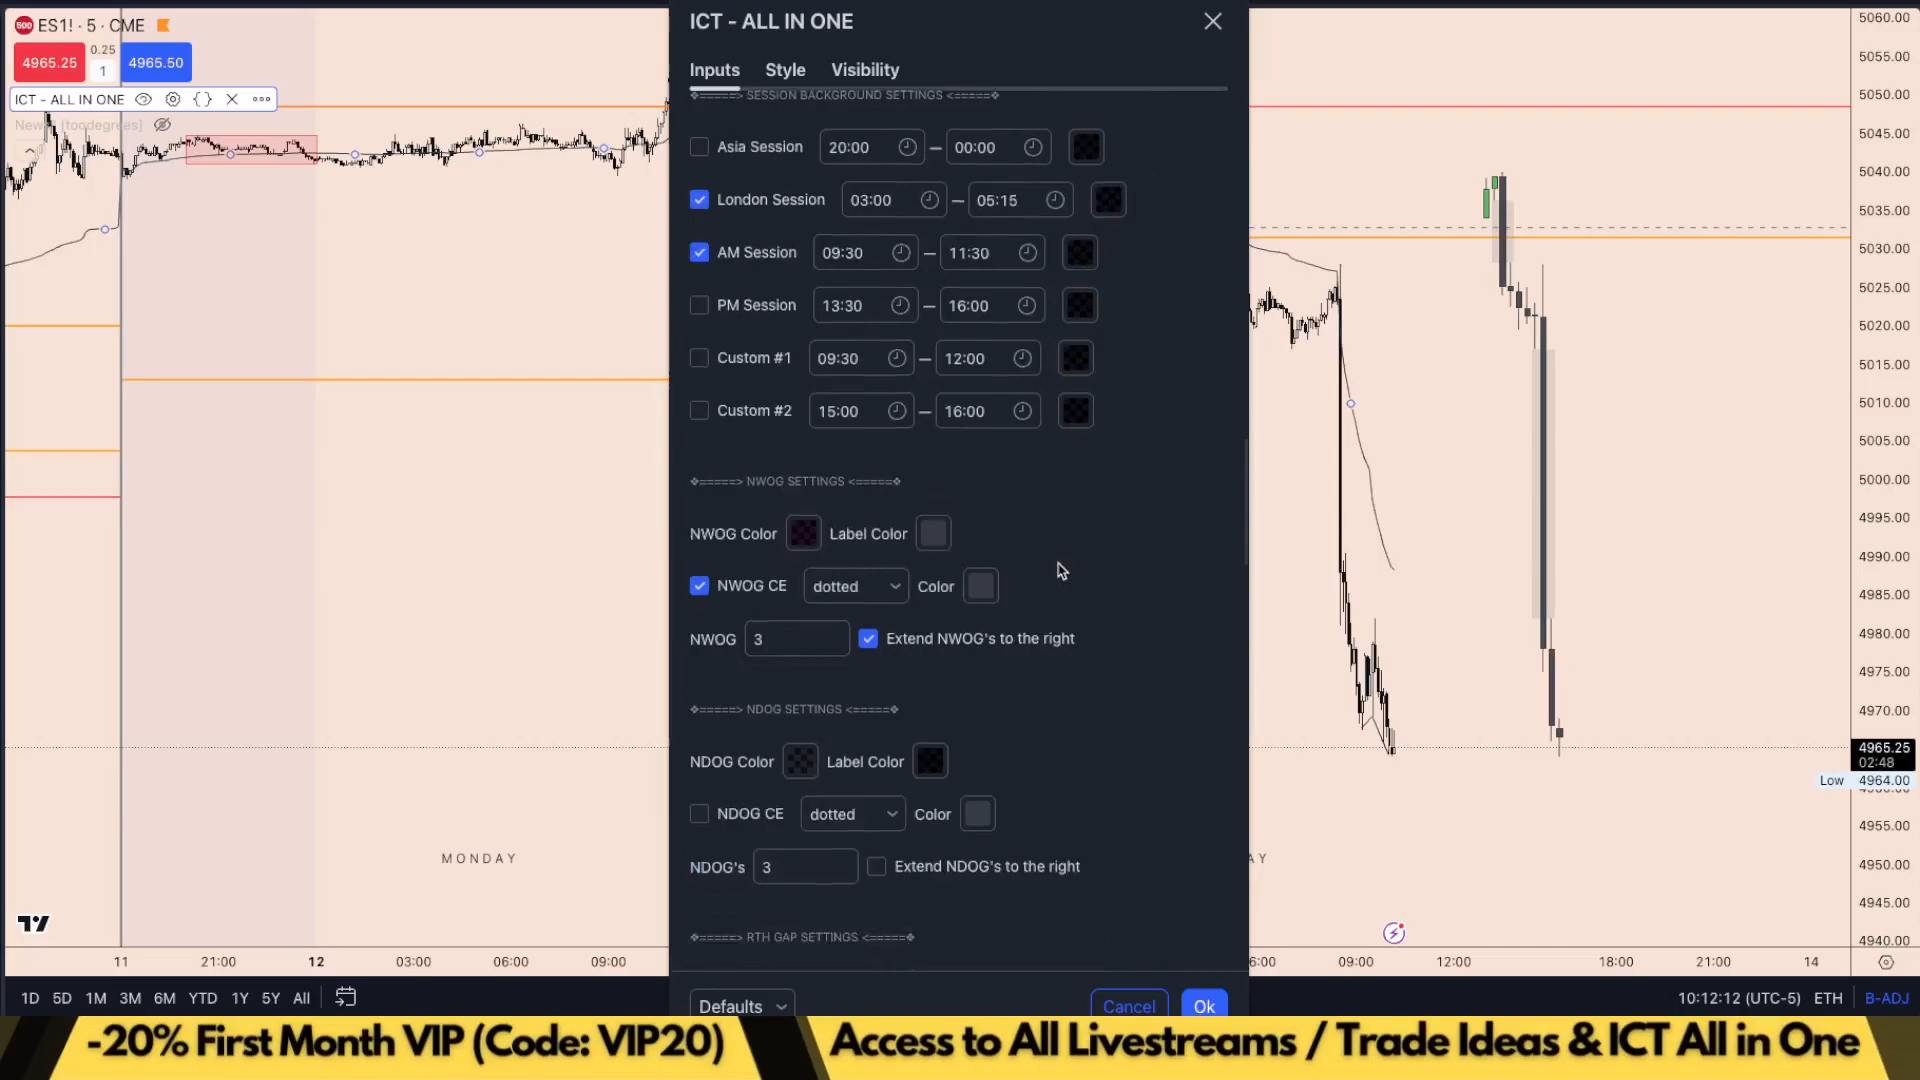 ES1! · 5 · CME
4965.25
0.25
1
4965.50
ICT - ALL IN ONE
[toodegrees]
ICT - ALL IN ONE
Inputs
Style
Visibility
❖=====> SESSION BACKGROUND SETTINGS <=====❖
Asia Session 20:00 — 00:00
London Session 03:00 — 05:15
AM Session 09:30 — 11:30
PM Session 13:30 — 16:00
Custom #1 09:30 — 12:00
Custom #2 15:00 — 16:00
❖=====> NWOG SETTINGS <=====❖
NWOG Color Label Color
NWOG CE dotted Color
NWOG 3 Extend NWOG's to the right
❖=====> NDOG SETTINGS <=====❖
NDOG Color Label Color
NDOG CE dotted Color
NDOG's 3 Extend NDOG's to the right
❖=====> RTH GAP SETTINGS <=====❖
Defaults
Cancel
Ok
MONDAY
AY
5060.00
5055.00
5050.00
5045.00
5040.00
5035.00
5030.00
5025.00
5020.00
5015.00
5010.00
5005.00
5000.00
4995.00
4990.00
4985.00
4980.00
4975.00
4970.00
4965.25
02:48
Low 4964.00
4955.00
4950.00
4945.00
4940.00
11 21:00 12 03:00 06:00 09:00
6:00 09:00 12:00 18:00 21:00 14
1D 5D 1M 3M 6M YTD 1Y 5Y All
10:12:12 (UTC-5) ETH B-ADJ
-20% First Month VIP (Code: VIP20)
Access to All Livestreams / Trade Ideas & ICT All in One